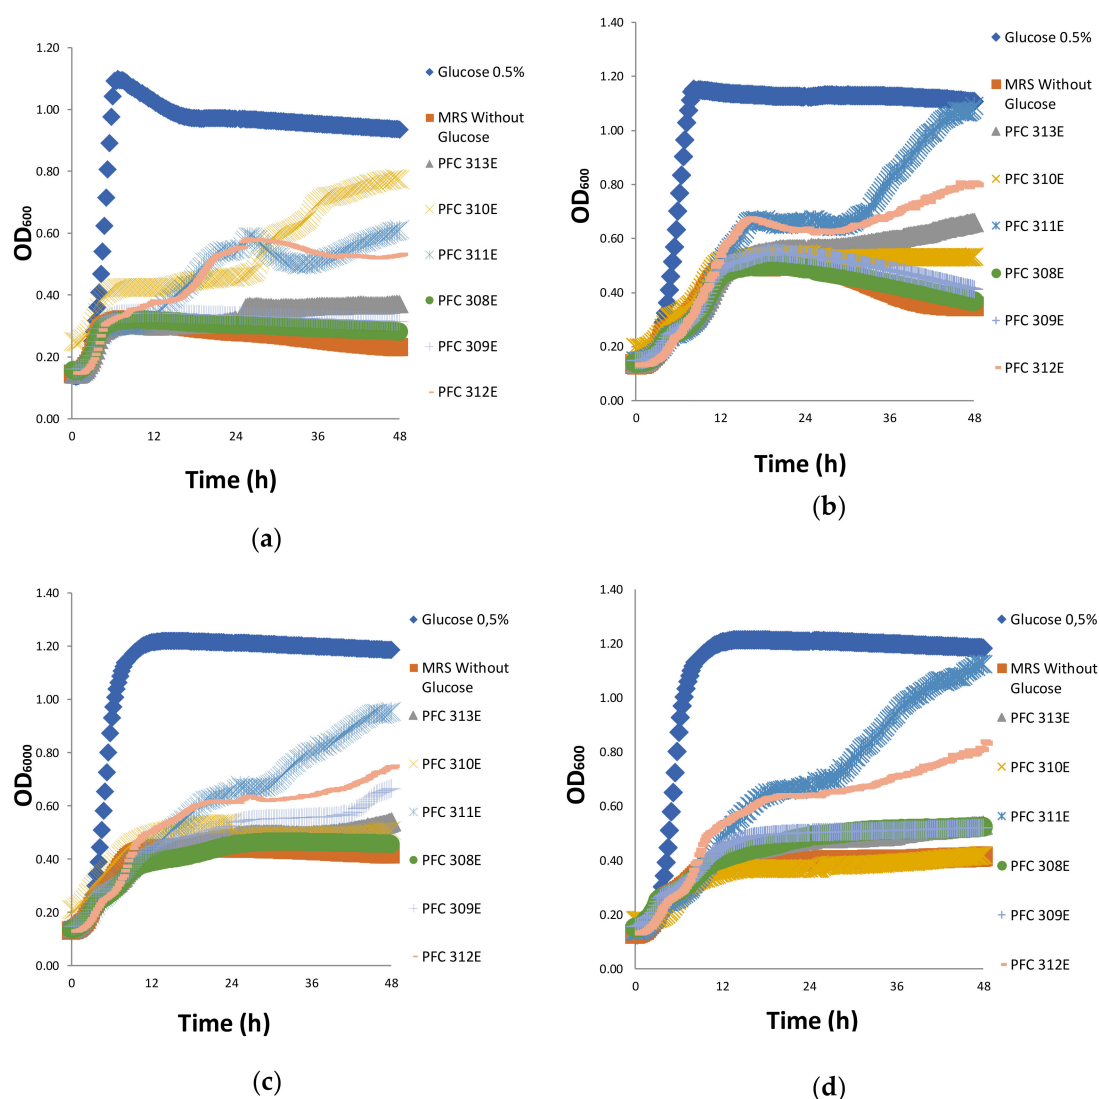 1.20
1.00
0.80
0.60
0.40
0.20
0.00
OD600
0
12
24
36
48
Time (h)
Glucose 0.5%
MRS Without
Glucose
PFC 313E
PFC 310E
PFC 311E
PFC 308E
PFC 309E
PFC 312E
(a)
1.40
1.20
1.00
0.80
0.60
0.40
0.20
0.00
OD600
0
12
24
36
48
Time (h)
Glucose 0.5%
MRS Without
Glucose
PFC 313E
PFC 310E
PFC 311E
PFC 308E
PFC 309E
PFC 312E
(b)
1.40
1.20
1.00
0.80
0.60
0.40
0.20
0.00
OD6000
0
12
24
36
48
Time (h)
Glucose 0,5%
MRS Without
Glucose
PFC 313E
PFC 310E
PFC 311E
PFC 308E
PFC 309E
PFC 312E
(c)
1.40
1.20
1.00
0.80
0.60
0.40
0.20
0.00
OD600
0
12
24
36
48
Time (h)
Glucose 0,5%
MRS Without
Glucose
PFC 313E
PFC 310E
PFC 311E
PFC 308E
PFC 309E
PFC 312E
(d)